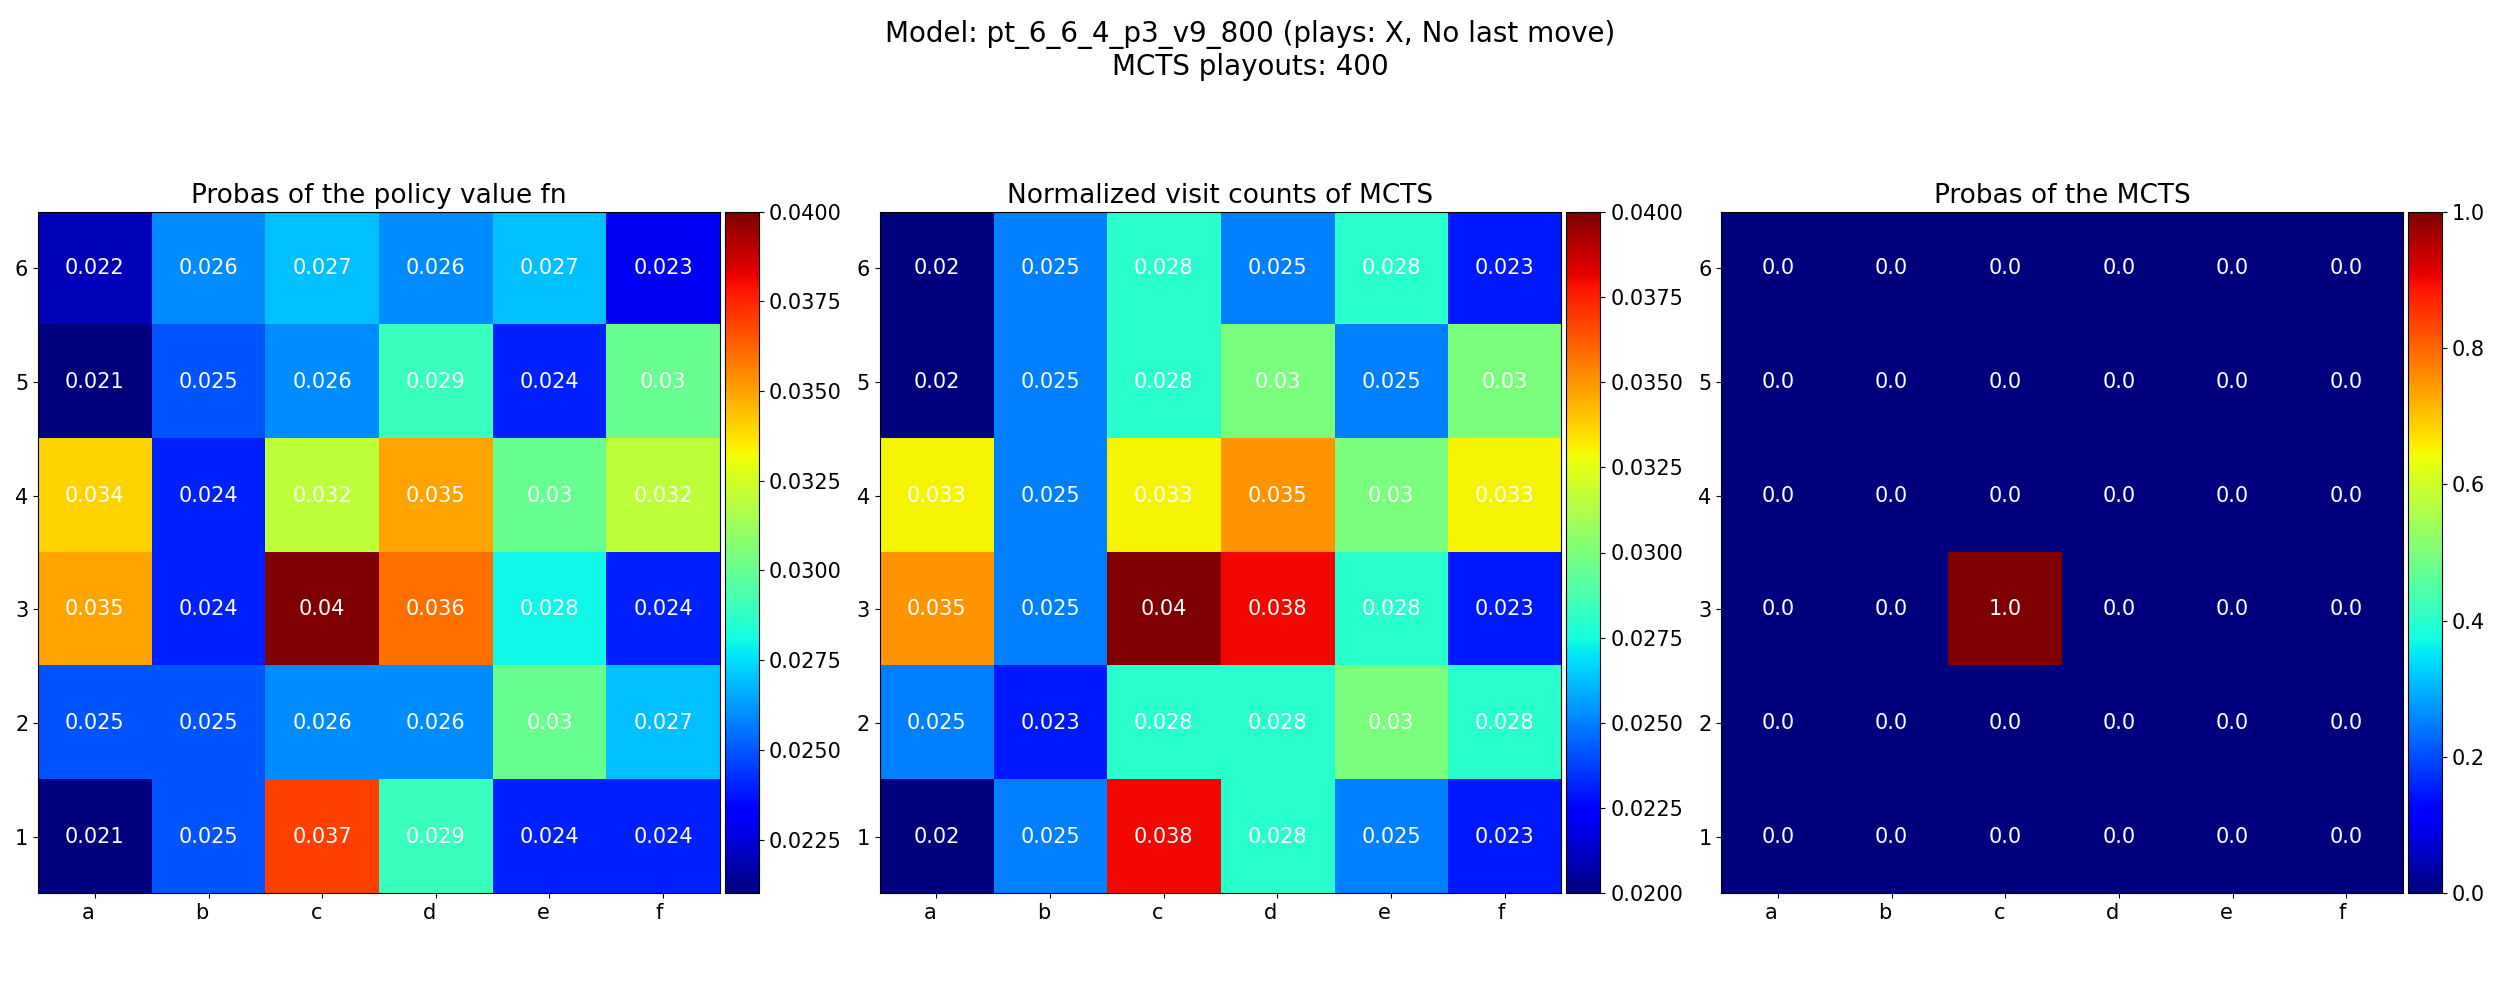 Model: pt_6_6_4_p3_v9_800 (plays: X, No last move)
MCTS playouts: 400
Probas of the policy value fn
6 0.022 0.026 0.027 0.026 0.027 0.023
5 0.021 0.025 0.026 0.029 0.024 0.03
4 0.034 0.024 0.032 0.035 0.03 0.032
3 0.035 0.024 0.04 0.036 0.028 0.024
2 0.025 0.025 0.026 0.026 0.03 0.027
1 0.021 0.025 0.037 0.029 0.024 0.024
a b c d e f
0.0400
0.0375
0.0350
0.0325
0.0300
0.0275
0.0250
0.0225
Normalized visit counts of MCTS
6 0.02 0.025 0.028 0.025 0.028 0.023
5 0.02 0.025 0.028 0.03 0.025 0.03
4 0.033 0.025 0.033 0.035 0.03 0.033
3 0.035 0.025 0.04 0.038 0.028 0.023
2 0.025 0.023 0.028 0.028 0.03 0.028
1 0.02 0.025 0.038 0.028 0.025 0.023
a b c d e f
0.0400
0.0375
0.0350
0.0325
0.0300
0.0275
0.0250
0.0225
0.0200
Probas of the MCTS
6 0.0 0.0 0.0 0.0 0.0 0.0
5 0.0 0.0 0.0 0.0 0.0 0.0
4 0.0 0.0 0.0 0.0 0.0 0.0
3 0.0 0.0 1.0 0.0 0.0 0.0
2 0.0 0.0 0.0 0.0 0.0 0.0
1 0.0 0.0 0.0 0.0 0.0 0.0
a b c d e f
1.0
0.8
0.6
0.4
0.2
0.0